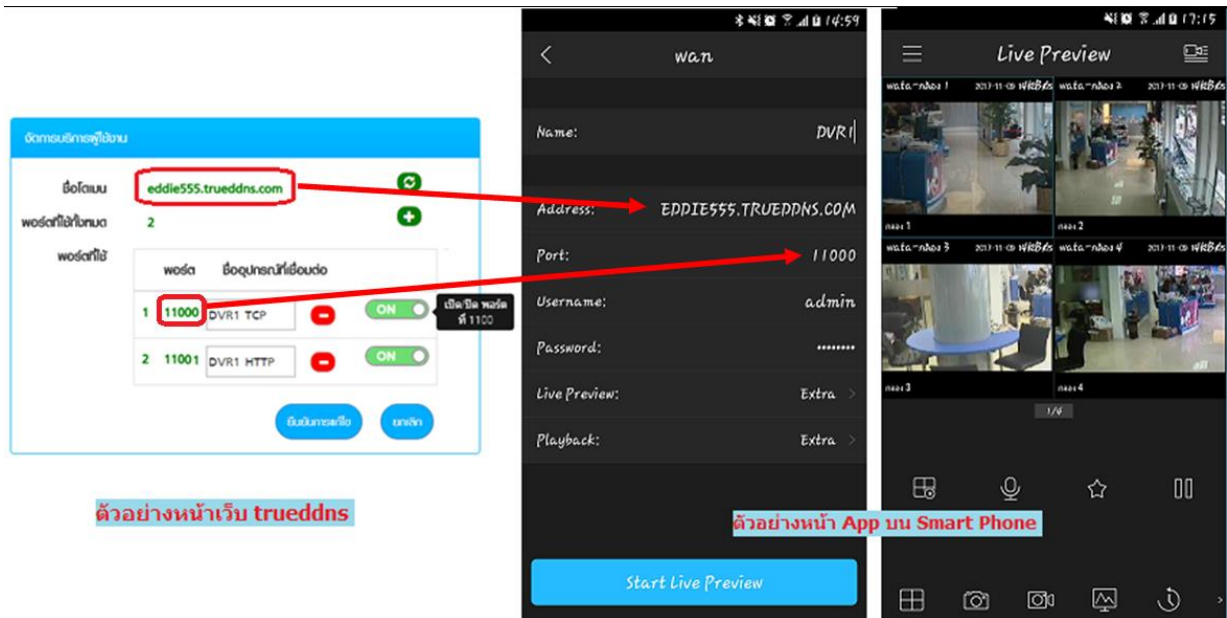 จัดการบริการผู้ใช้งาน
ชื่อโดเมน eddie555.trueddns.com
พอร์ตที่ใช้ทั้งหมด 2
พอร์ตที่ใช้
พอร์ต ชื่ออุปกรณ์ที่เชื่อมต่อ
1 11000 DVR1 TCP ON
เปิด/ปิด พอร์ต
ที่ 1100
2 11001 DVR1 HTTP ON
ยืนยันการแก้ไข ยกเลิก
ตัวอย่างหน้าเว็บ trueddns
14:59
wan
Name: DVR1
Address: EDDIE555.TRUEDDNS.COM
Port: 11000
Username: admin
Password: ••••••••
Live Preview: Extra >
Playback: Extra >
Start Live Preview
17:15
Live Preview
กล้อง 1
กล้อง 2
กล้อง 3
กล้อง 4
1/4
ตัวอย่างหน้า App บน Smart Phone